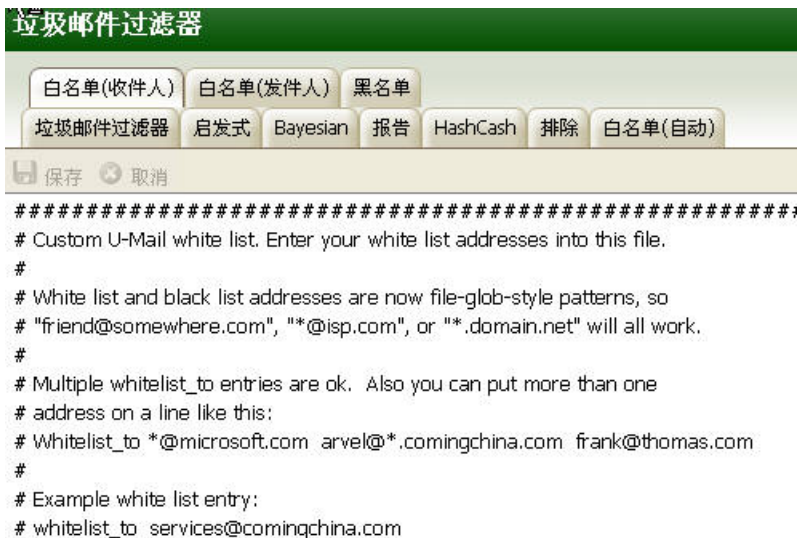 垃圾邮件过滤器
白名单(收件人) 白名单(发件人) 黑名单
垃圾邮件过滤器 启发式 Bayesian 报告 HashCash 排除 白名单(自动)
保存 取消
######################################################
# Custom U-Mail white list. Enter your white list addresses into this file.
#
# White list and black list addresses are now file-glob-style patterns, so
# "friend@somewhere.com", "*@isp.com", or "*.domain.net" will all work.
#
# Multiple whitelist_to entries are ok.  Also you can put more than one
# address on a line like this:
# Whitelist_to *@microsoft.com  arvel@*.comingchina.com  frank@thomas.com
#
# Example white list entry:
# whitelist_to  services@comingchina.com